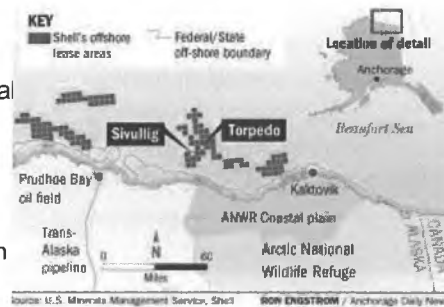 KEY
Shell's offshore
lease areas
Federal/State
off-shore boundary
Location of detail
Anchorage
al
Beaufort Sea
Sivullig
Torpedo
Prudhoe Bay
oil field
Kaktovik
ANWR Coastal plain
Trans-
Alaska
pipeline
n
N
0
60
Miles
Arctic National
Wildlife Refuge
ALASKA
CANADA
Source: U.S. Minerals Management Service, Shell
RON ENGSTROM / Anchorage Daily News